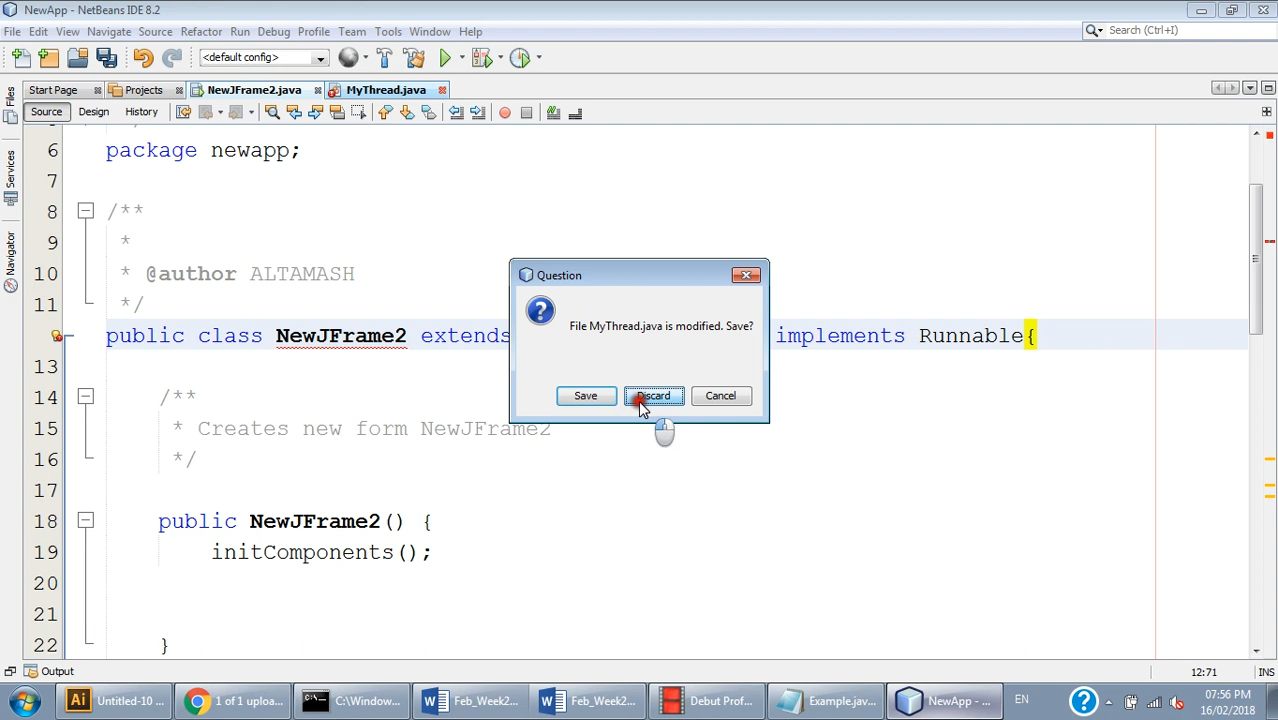 NewApp - NetBeans IDE 8.2
File Edit View Navigate Source Refactor Run Debug Profile Team Tools Window Help
Search (Ctrl+I)
<default config>
Start Page Projects NewJFrame2.java MyThread.java
Source Design History
Files
Services
Navigator
6 package newapp;
7
8 /**
9 *
10 * @author ALTAMASH
11 */
public class NewJFrame2 extends implements Runnable{
13
14 /**
15 * Creates new form NewJFrame2
16 */
17
18 public NewJFrame2() {
19 initComponents();
20
21
22 }
Question
File MyThread.java is modified. Save?
Save Discard Cancel
Output
12:71 INS
Untitled-10 ... 1 of 1 uploa... C:\Window... Feb_Week2... Feb_Week2... Debut Prof... Example.jav... NewApp - ... EN
07:56 PM
16/02/2018